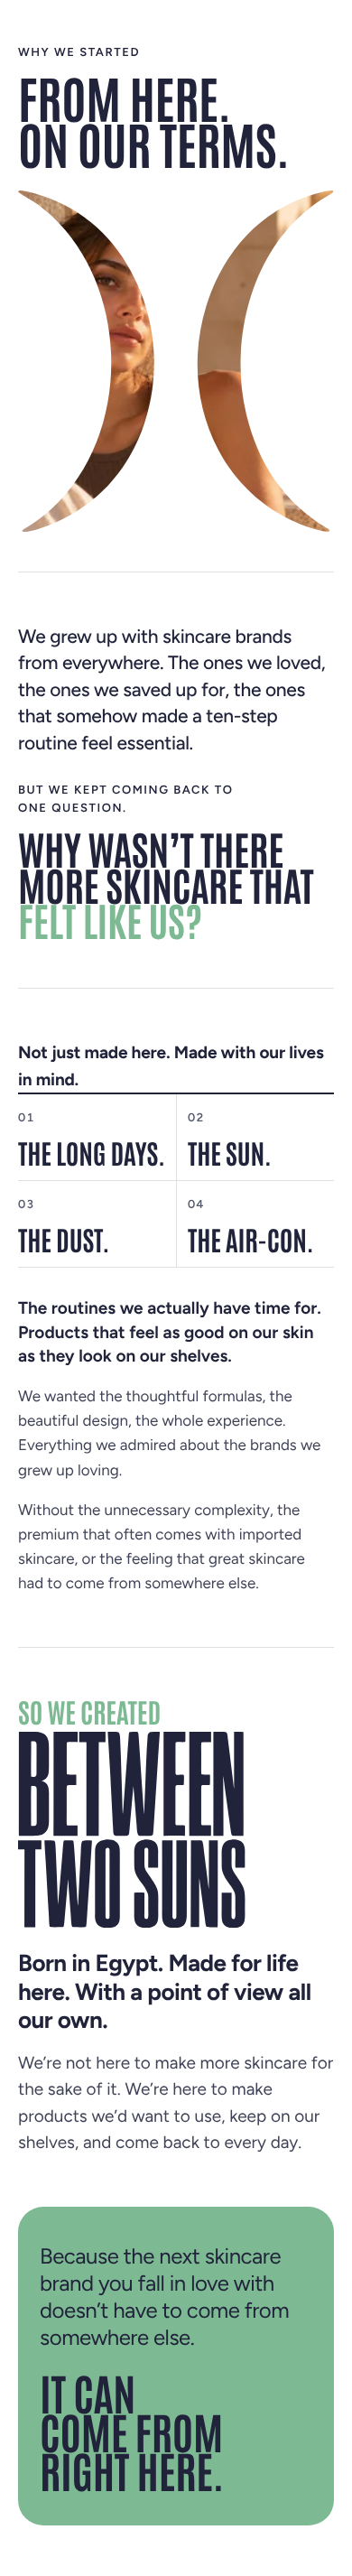 WHY WE STARTED
FROM HERE.
ON OUR TERMS.
We grew up with skincare brands
from everywhere. The ones we loved,
the ones we saved up for, the ones
that somehow made a ten-step
routine feel essential.
BUT WE KEPT COMING BACK TO
ONE QUESTION.
WHY WASN’T THERE
MORE SKINCARE THAT
FELT LIKE US?
Not just made here. Made with our lives
in mind.
01
THE LONG DAYS.
02
THE SUN.
03
THE DUST.
04
THE AIR-CON.
The routines we actually have time for.
Products that feel as good on our skin
as they look on our shelves.
We wanted the thoughtful formulas, the
beautiful design, the whole experience.
Everything we admired about the brands we
grew up loving.
Without the unnecessary complexity, the
premium that often comes with imported
skincare, or the feeling that great skincare
had to come from somewhere else.
SO WE CREATED
BETWEEN
TWO SUNS
Born in Egypt. Made for life
here. With a point of view all
our own.
We’re not here to make more skincare for
the sake of it. We’re here to make
products we’d want to use, keep on our
shelves, and come back to every day.
Because the next skincare
brand you fall in love with
doesn’t have to come from
somewhere else.
IT CAN
COME FROM
RIGHT HERE.